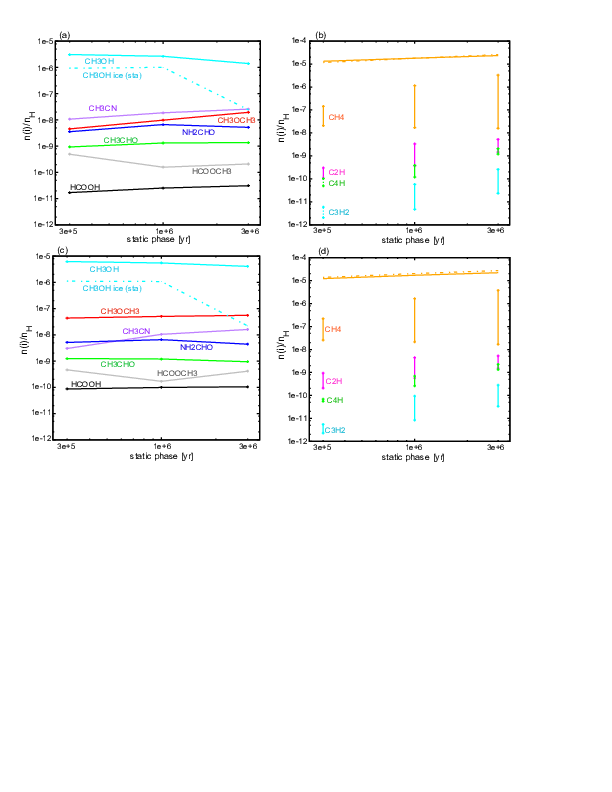 (a)
1e-5
1e-6
1e-7
1e-8
1e-9
1e-10
1e-11
1e-12
n(i)/nH
CH3OH
CH3OH ice (sta)
CH3CN
CH3OCH3
NH2CHO
CH3CHO
HCOOCH3
HCOOH
3e+5 1e+6 3e+6
static phase [yr]
(b)
1e-4
1e-5
1e-6
1e-7
1e-8
1e-9
1e-10
1e-11
1e-12
n(i)/nH
CH4
C2H
C4H
C3H2
3e+5 1e+6 3e+6
static phase [yr]
(c)
1e-5
1e-6
1e-7
1e-8
1e-9
1e-10
1e-11
1e-12
n(i)/nH
CH3OH
CH3OH ice (sta)
CH3OCH3
CH3CN
NH2CHO
CH3CHO
HCOOCH3
HCOOH
3e+5 1e+6 3e+6
static phase [yr]
(d)
1e-4
1e-5
1e-6
1e-7
1e-8
1e-9
1e-10
1e-11
1e-12
n(i)/nH
CH4
C2H
C4H
C3H2
3e+5 1e+6 3e+6
static phase [yr]